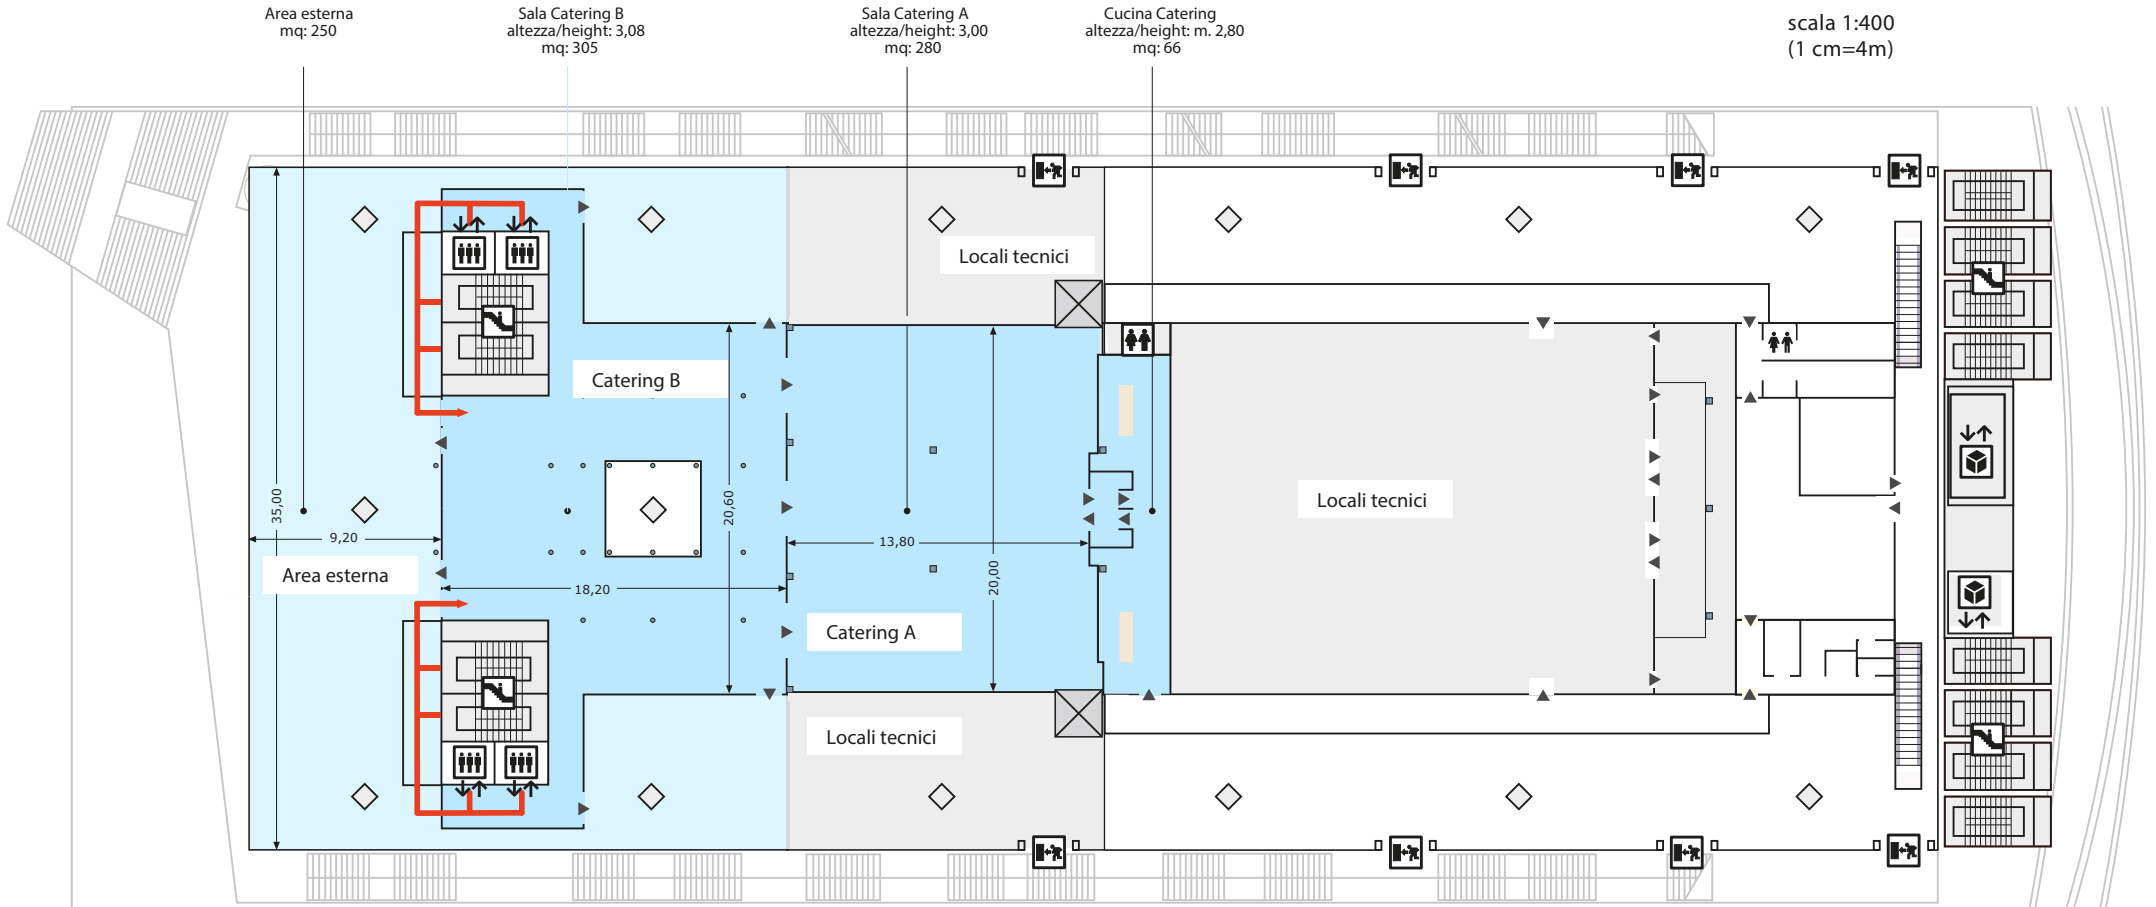 Area esterna
mq: 250
Sala Catering B
altezza/height: 3,08
mq: 305
Sala Catering A
altezza/height: 3,00
mq: 280
Cucina Catering
altezza/height: m. 2,80
mq: 66
scala 1:400
(1 cm=4m)
Locali tecnici
Catering B
35,00
20,60
Locali tecnici
9,20
13,80
Area esterna
18,20
20,00
Catering A
Locali tecnici